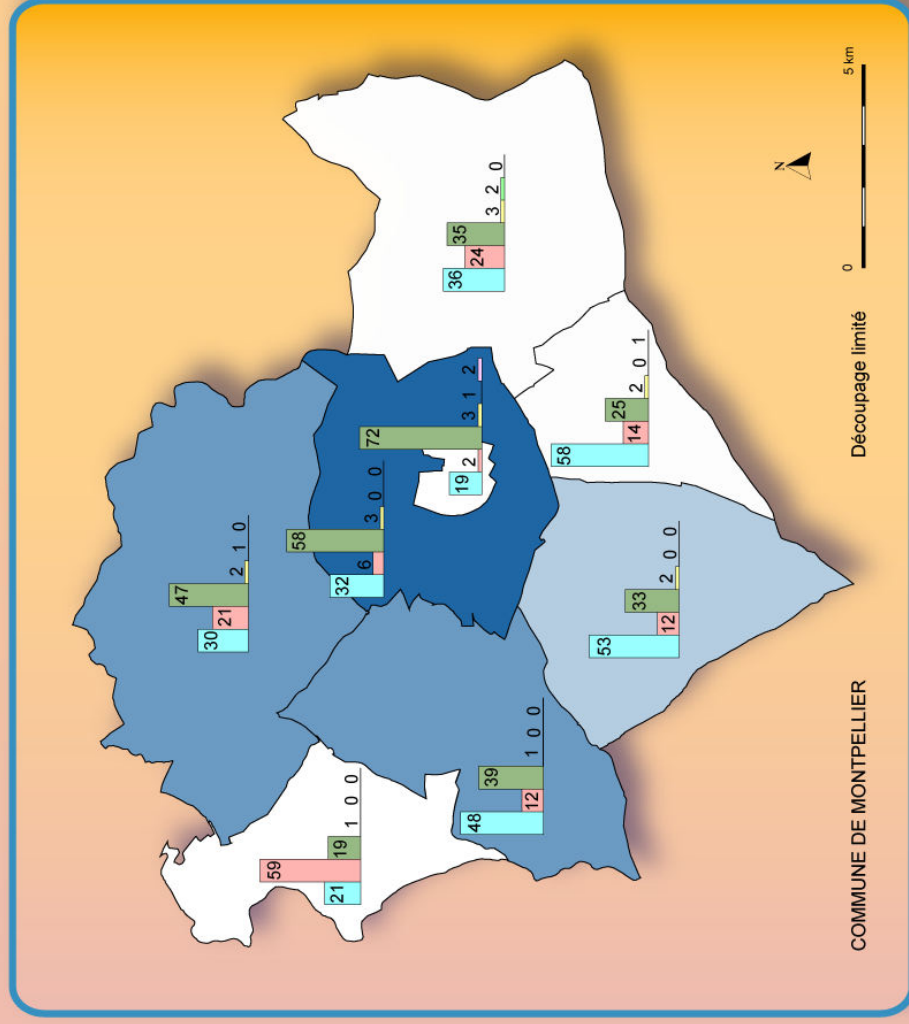 30 21 47 2 1 0
21 59 19 1 0 0
32 6 58 3 0 0
19 2 72 3 1 2
36 24 35 3 2 0
48 12 39 1 0 0
58 14 25 2 0 1
53 12 33 2 0 0
N
0 5 km
COMMUNE DE MONTPELLIER
Découpage limité